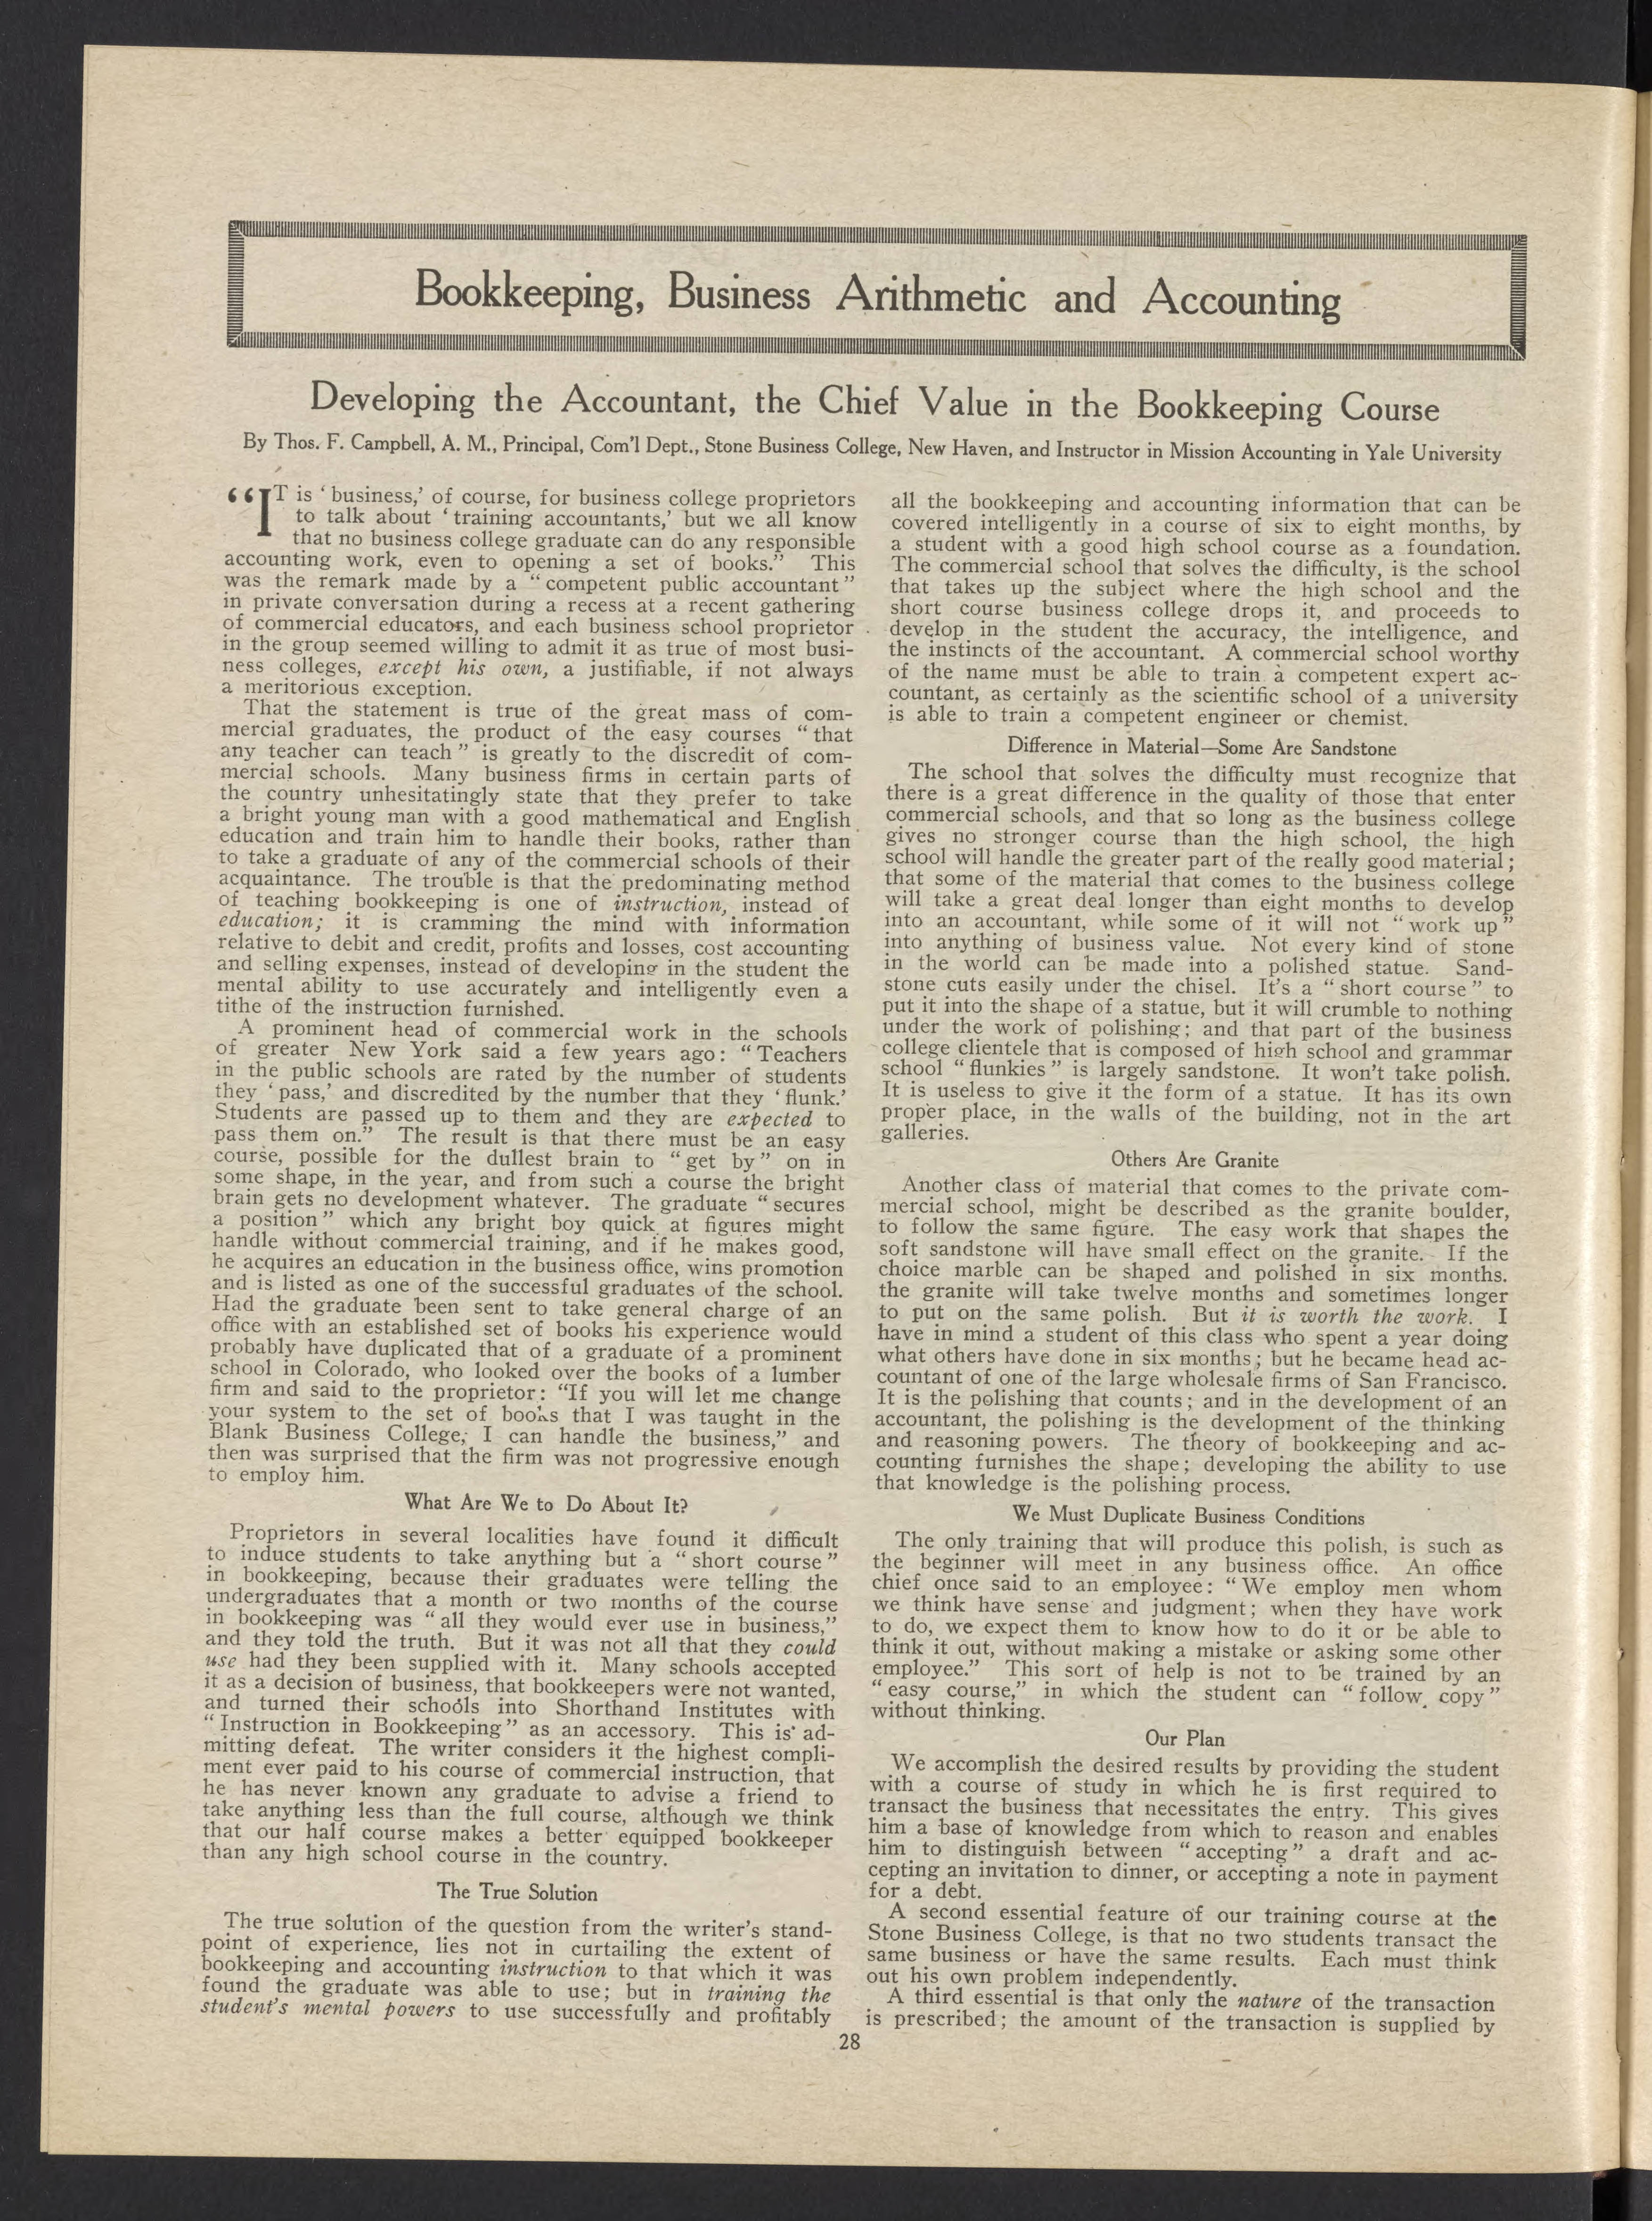 Bookkeeping, Business Arithmetic and Accounting
Developing the Accountant, the Chief Value in the Bookkeeping Course
By Thos. F. Campbell, A. M., Principal, Com'l Dept., Stone Business College, New Haven, and Instructor in Mission Accounting in Yale University
“IT is ‘business,’ of course, for business college proprietors
to talk about ‘training accountants,’ but we all know
that no business college graduate can do any responsible
accounting work, even to opening a set of books.” This
was the remark made by a “competent public accountant”
in private conversation during a recess at a recent gathering
of commercial educators, and each business school proprietor
in the group seemed willing to admit it as true of most busi-
ness colleges, except his own, a justifiable, if not always
a meritorious exception.
That the statement is true of the great mass of com-
mercial graduates, the product of the easy courses “that
any teacher can teach” is greatly to the discredit of com-
mercial schools. Many business firms in certain parts of
the country unhesitatingly state that they prefer to take
a bright young man with a good mathematical and English
education and train him to handle their books, rather than
to take a graduate of any of the commercial schools of their
acquaintance. The trouble is that the predominating method
of teaching bookkeeping is one of instruction, instead of
education; it is cramming the mind with information
relative to debit and credit, profits and losses, cost accounting
and selling expenses, instead of developing in the student the
mental ability to use accurately and intelligently even a
tithe of the instruction furnished.
A prominent head of commercial work in the schools
of greater New York said a few years ago: “Teachers
in the public schools are rated by the number of students
they ‘pass,’ and discredited by the number that they ‘flunk.’
Students are passed up to them and they are expected to
pass them on.” The result is that there must be an easy
course, possible for the dullest brain to “get by” on in
some shape, in the year, and from such a course the bright
brain gets no development whatever. The graduate “secures
a position” which any bright boy quick at figures might
handle without commercial training, and if he makes good,
he acquires an education in the business office, wins promotion
and is listed as one of the successful graduates of the school.
Had the graduate been sent to take general charge of an
office with an established set of books his experience would
probably have duplicated that of a graduate of a prominent
school in Colorado, who looked over the books of a lumber
firm and said to the proprietor: “If you will let me change
your system to the set of books that I was taught in the
Blank Business College, I can handle the business,” and
then was surprised that the firm was not progressive enough
to employ him.
What Are We to Do About It?
Proprietors in several localities have found it difficult
to induce students to take anything but a “short course”
in bookkeeping, because their graduates were telling the
undergraduates that a month or two months of the course
in bookkeeping was “all they would ever use in business,”
and they told the truth. But it was not all that they could
use had they been supplied with it. Many schools accepted
it as a decision of business, that bookkeepers were not wanted,
and turned their schools into Shorthand Institutes with
“Instruction in Bookkeeping” as an accessory. This is ad-
mitting defeat. The writer considers it the highest compli-
ment ever paid to his course of commercial instruction, that
he has never known any graduate to advise a friend to
take anything less than the full course, although we think
that our half course makes a better equipped bookkeeper
than any high school course in the country.
The True Solution
The true solution of the question from the writer's stand-
point of experience, lies not in curtailing the extent of
bookkeeping and accounting instruction to that which it was
found the graduate was able to use; but in training the
student's mental powers to use successfully and profitably
all the bookkeeping and accounting information that can be
covered intelligently in a course of six to eight months, by
a student with a good high school course as a foundation.
The commercial school that solves the difficulty, is the school
that takes up the subject where the high school and the
short course business college drops it, and proceeds to
develop in the student the accuracy, the intelligence, and
the instincts of the accountant. A commercial school worthy
of the name must be able to train a competent expert ac-
countant, as certainly as the scientific school of a university
is able to train a competent engineer or chemist.
Difference in Material—Some Are Sandstone
The school that solves the difficulty must recognize that
there is a great difference in the quality of those that enter
commercial schools, and that so long as the business college
gives no stronger course than the high school, the high
school will handle the greater part of the really good material;
that some of the material that comes to the business college
will take a great deal longer than eight months to develop
into an accountant, while some of it will not “work up”
into anything of business value. Not every kind of stone
in the world can be made into a polished statue. Sand-
stone cuts easily under the chisel. It's a “short course” to
put it into the shape of a statue, but it will crumble to nothing
under the work of polishing; and that part of the business
college clientele that is composed of high school and grammar
school “flunkies” is largely sandstone. It won't take polish.
It is useless to give it the form of a statue. It has its own
proper place, in the walls of the building, not in the art
galleries.
Others Are Granite
Another class of material that comes to the private com-
mercial school, might be described as the granite boulder,
to follow the same figure. The easy work that shapes the
soft sandstone will have small effect on the granite. If the
choice marble can be shaped and polished in six months.
the granite will take twelve months and sometimes longer
to put on the same polish. But it is worth the work. I
have in mind a student of this class who spent a year doing
what others have done in six months; but he became head ac-
countant of one of the large wholesale firms of San Francisco.
It is the polishing that counts; and in the development of an
accountant, the polishing is the development of the thinking
and reasoning powers. The theory of bookkeeping and ac-
counting furnishes the shape; developing the ability to use
that knowledge is the polishing process.
We Must Duplicate Business Conditions
The only training that will produce this polish, is such as
the beginner will meet in any business office. An office
chief once said to an employee: “We employ men whom
we think have sense and judgment; when they have work
to do, we expect them to know how to do it or be able to
think it out, without making a mistake or asking some other
employee.” This sort of help is not to be trained by an
“easy course,” in which the student can “follow copy”
without thinking.
Our Plan
We accomplish the desired results by providing the student
with a course of study in which he is first required to
transact the business that necessitates the entry. This gives
him a base of knowledge from which to reason and enables
him to distinguish between “accepting” a draft and ac-
cepting an invitation to dinner, or accepting a note in payment
for a debt.
A second essential feature of our training course at the
Stone Business College, is that no two students transact the
same business or have the same results. Each must think
out his own problem independently.
A third essential is that only the nature of the transaction
is prescribed; the amount of the transaction is supplied by
28